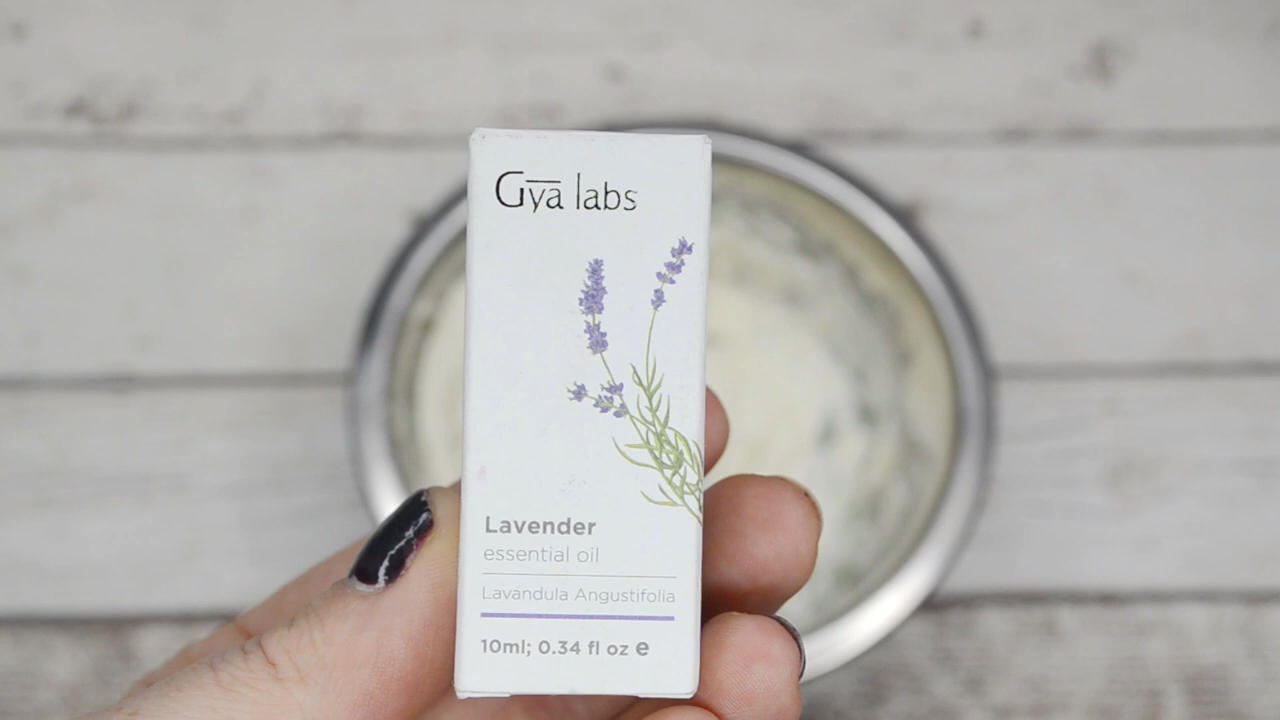 Gya labs
Lavender
essential oil
Lavandula Angustifolia
10ml; 0.34 fl oz e